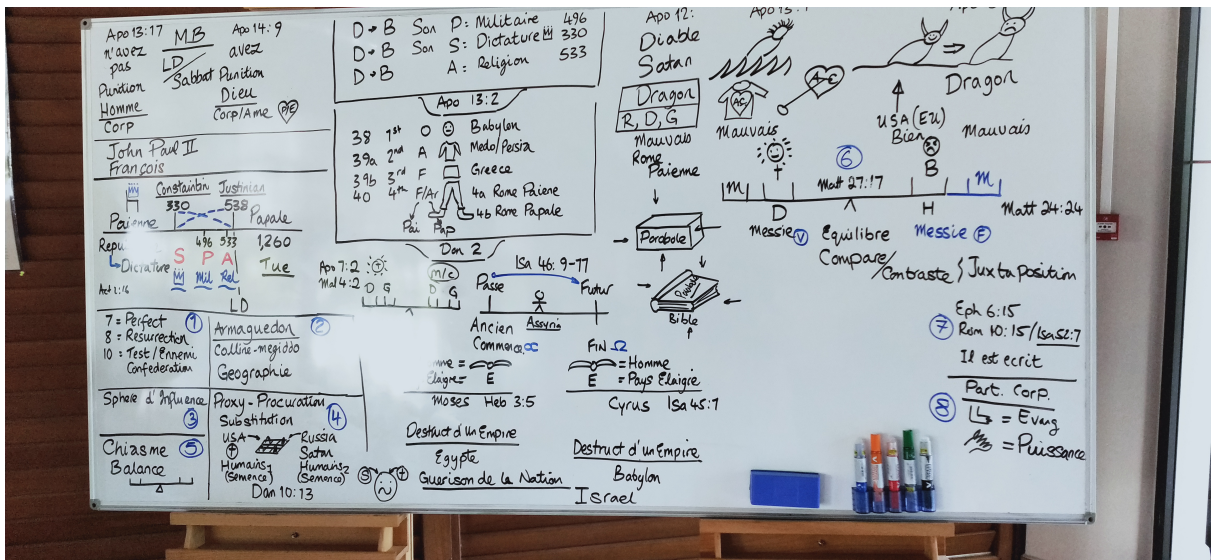 Apo 13:17
n'avez
pas
Punition
Homme
Corp
M.B
LD
Sabbat
Apo 14:9
avez
Punition
Dieu
Corp/Ame
P/E
John Paul II
François
Constaintin Justinian
330 538
Paienne
Papale
496 533
1,260
Repu
Dictature
S P A
Mil Rel
Tue
LD
7 = Perfect
8 = Resurrection
10 = Test/Ennemi
Confederation
1
Armaguedon
2
Colline-megiddo
Geographie
Sphere d'Influence
3
Proxy-Procuration
Substitution
4
USA
Russia
Satan
Humains 1
(Semence)
Humains 2
(Semence)
Dan 10:13
Chiasme
Balance
5
D → B Son P: Militaire 496
D → B Son S: Dictature 330
D → B A: Religion 533
Apo 13:2
38 1st O Babylon
39a 2nd A Medo/Persia
39b 3rd F Greece
40 4th F/Ar 4a Rome Paiene
4b Rome Papale
Pai Pap
Dan 2
Apo 7:2
Mal 4:2
D G
m/c
D G
Isa 46:9-11
Passe
Futur
Assyria
Ancien
Commence α
FIN Ω
= Homme
E = Pays Elaigre
E
Moses Heb 3:5
Cyrus Isa 45:7
Destruct d'un Empire
Egypte
Guerison de la Nation
Destruct d'un Empire
Babylon
Israel
S
Apo 12:
Diable
Satan
Dragon
R, D, G
Mauvais
Rome
Paienne
AC
A-C
Mauvais
Dragon
USA (EU)
Bien
Mauvais
6
B
M
Matt 27:17
M
D
H
Matt 24:24
Messie V
Equilibre
Compare/Contraste
Juxtaposition
Messie F
Parabole
Bible
7
Eph 6:15
Rom 10:15/Isa 52:7
Il est ecrit
Part. Corp.
8
= Evang
= Puissance